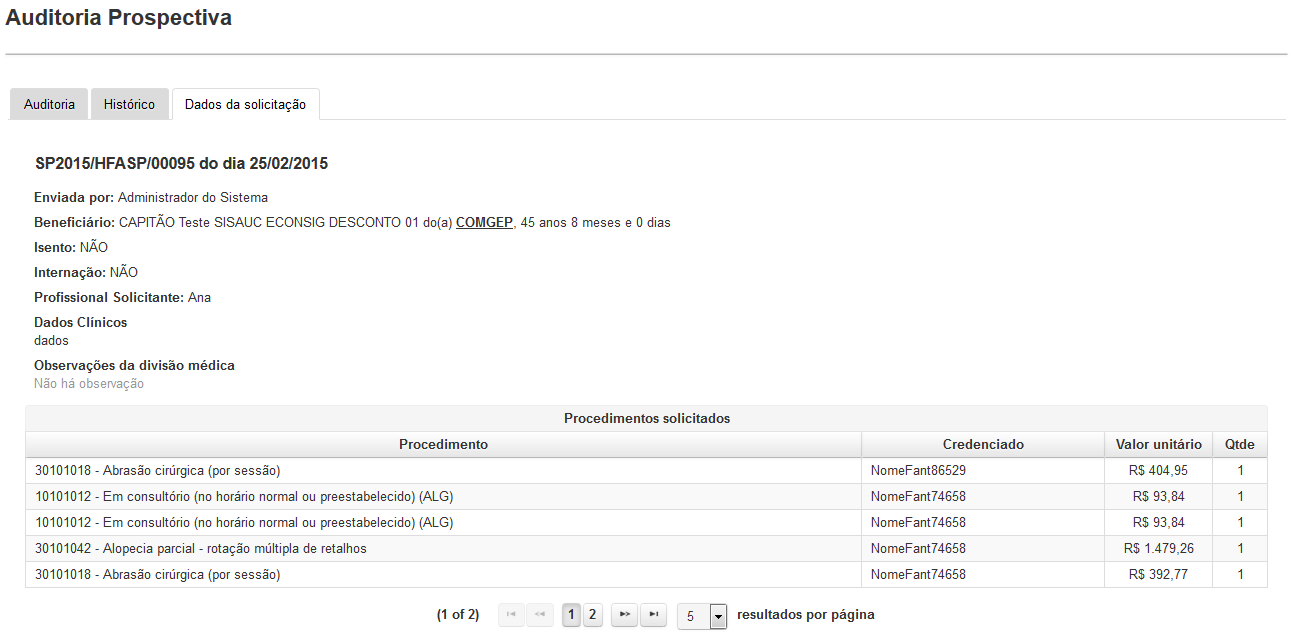 Auditoria Prospectiva
Auditoria Histórico Dados da solicitação
SP2015/HFASP/00095 do dia 25/02/2015
Enviada por: Administrador do Sistema
Beneficiário: CAPITÃO Teste SISAUC ECONSIG DESCONTO 01 do(a) COMGEP, 45 anos 8 meses e 0 dias
Isento: NÃO
Internação: NÃO
Profissional Solicitante: Ana
Dados Clínicos
dados
Observações da divisão médica
Não há observação
Procedimentos solicitados
Procedimento Credenciado Valor unitário Qtde
30101018 - Abrasão cirúrgica (por sessão) NomeFant86529 R$ 404,95 1
10101012 - Em consultório (no horário normal ou preestabelecido) (ALG) NomeFant74658 R$ 93,84 1
10101012 - Em consultório (no horário normal ou preestabelecido) (ALG) NomeFant74658 R$ 93,84 1
30101042 - Alopecia parcial - rotação múltipla de retalhos NomeFant74658 R$ 1.479,26 1
30101018 - Abrasão cirúrgica (por sessão) NomeFant74658 R$ 392,77 1
(1 of 2) 1 2 5 resultados por página